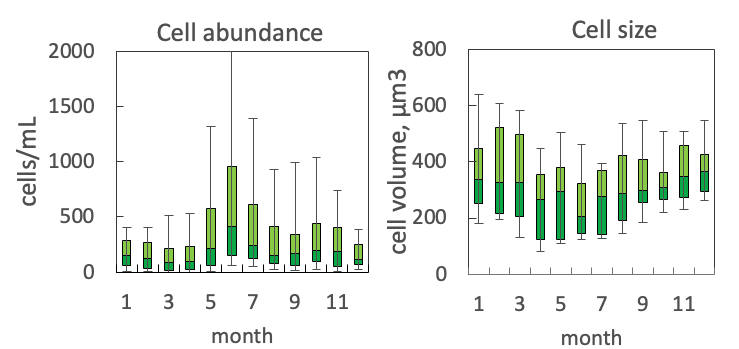 Cell abundance
2000
1500
1000
500
0
cells/mL
1 3 5 7 9 11
month
Cell size
800
600
400
200
0
cell volume, µm3
1 3 5 7 9 11
month